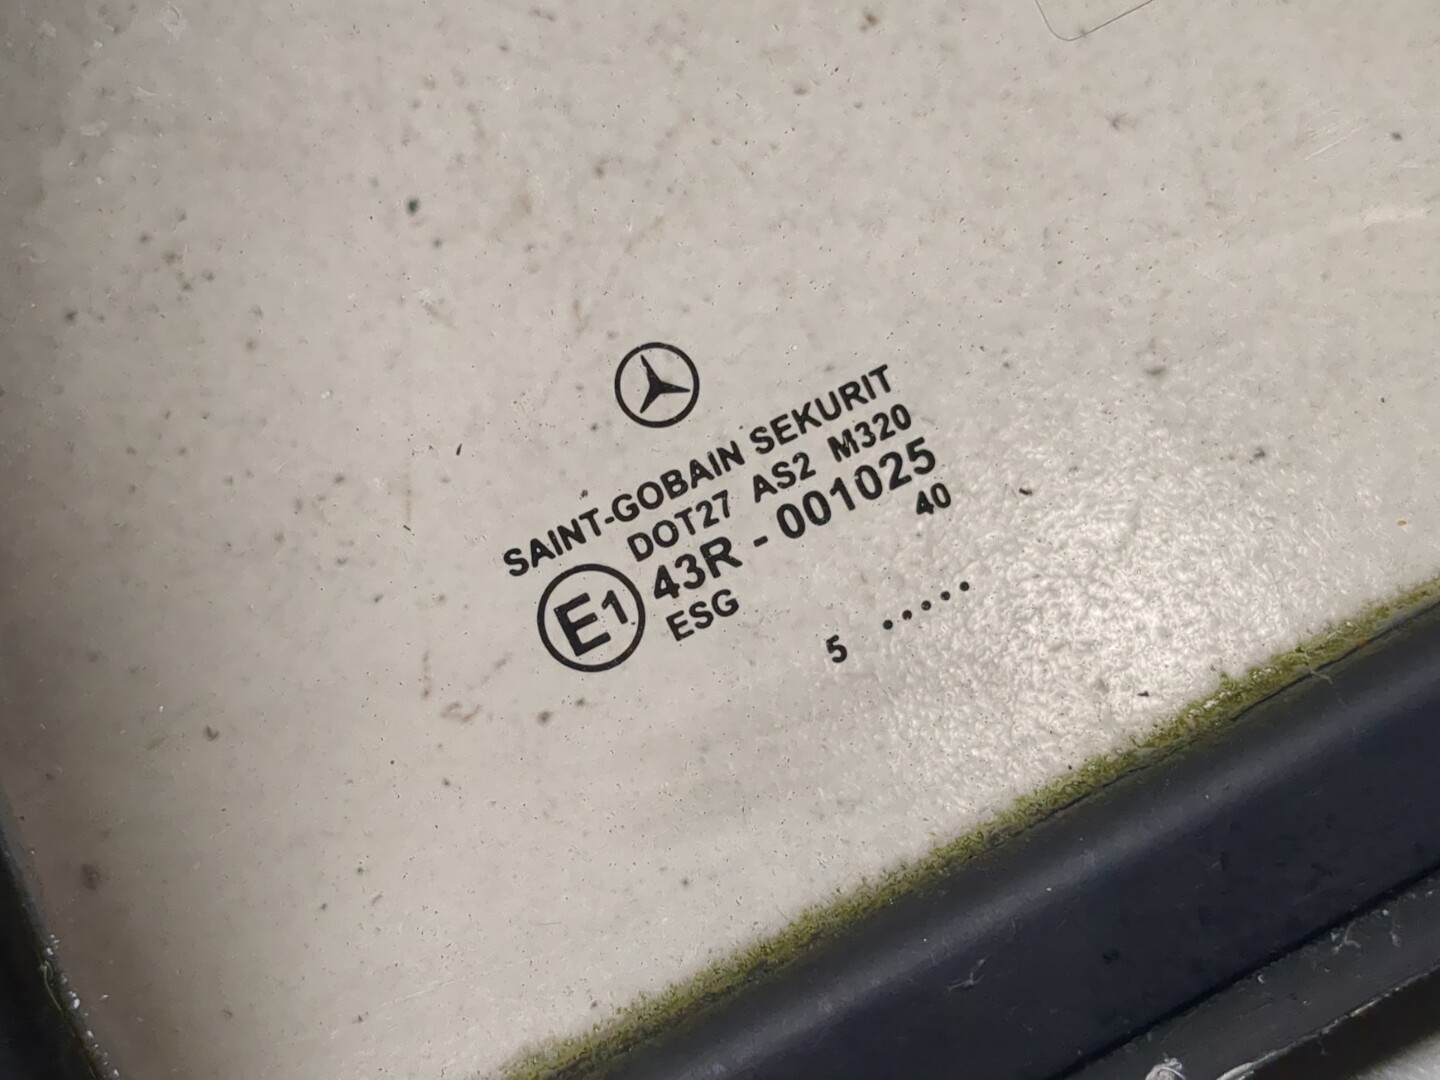 SAINT-GOBAIN SEKURIT
DOT27 AS2 M320
E1 43R - 001025
ESG 40
5 .....